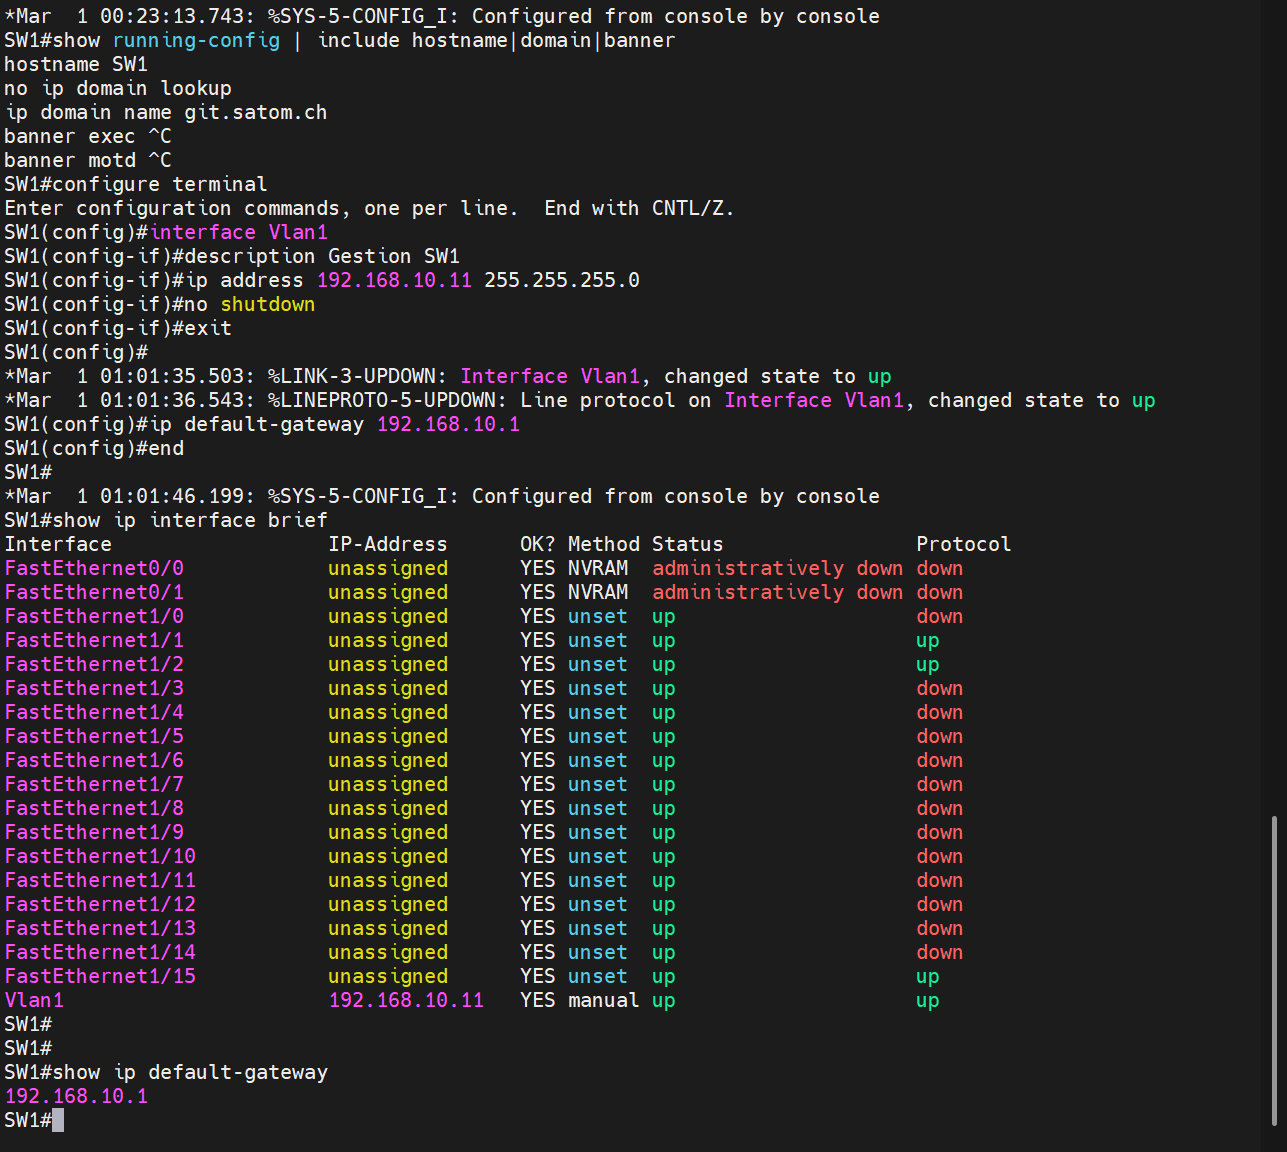 *Mar  1 00:23:13.743: %SYS-5-CONFIG_I: Configured from console by console
SW1#show running-config | include hostname|domain|banner
hostname SW1
no ip domain lookup
ip domain name git.satom.ch
banner exec ^C
banner motd ^C
SW1#configure terminal
Enter configuration commands, one per line.  End with CNTL/Z.
SW1(config)#interface Vlan1
SW1(config-if)#description Gestion SW1
SW1(config-if)#ip address 192.168.10.11 255.255.255.0
SW1(config-if)#no shutdown
SW1(config-if)#exit
SW1(config)#
*Mar  1 01:01:35.503: %LINK-3-UPDOWN: Interface Vlan1, changed state to up
*Mar  1 01:01:36.543: %LINEPROTO-5-UPDOWN: Line protocol on Interface Vlan1, changed state to up
SW1(config)#ip default-gateway 192.168.10.1
SW1(config)#end
SW1#
*Mar  1 01:01:46.199: %SYS-5-CONFIG_I: Configured from console by console
SW1#show ip interface brief
Interface                  IP-Address      OK? Method Status                Protocol
FastEthernet0/0            unassigned      YES NVRAM  administratively down down
FastEthernet0/1            unassigned      YES NVRAM  administratively down down
FastEthernet1/0            unassigned      YES unset  up                    down
FastEthernet1/1            unassigned      YES unset  up                    up
FastEthernet1/2            unassigned      YES unset  up                    up
FastEthernet1/3            unassigned      YES unset  up                    down
FastEthernet1/4            unassigned      YES unset  up                    down
FastEthernet1/5            unassigned      YES unset  up                    down
FastEthernet1/6            unassigned      YES unset  up                    down
FastEthernet1/7            unassigned      YES unset  up                    down
FastEthernet1/8            unassigned      YES unset  up                    down
FastEthernet1/9            unassigned      YES unset  up                    down
FastEthernet1/10           unassigned      YES unset  up                    down
FastEthernet1/11           unassigned      YES unset  up                    down
FastEthernet1/12           unassigned      YES unset  up                    down
FastEthernet1/13           unassigned      YES unset  up                    down
FastEthernet1/14           unassigned      YES unset  up                    down
FastEthernet1/15           unassigned      YES unset  up                    up
Vlan1                      192.168.10.11   YES manual up                    up
SW1#
SW1#
SW1#show ip default-gateway
192.168.10.1
SW1#